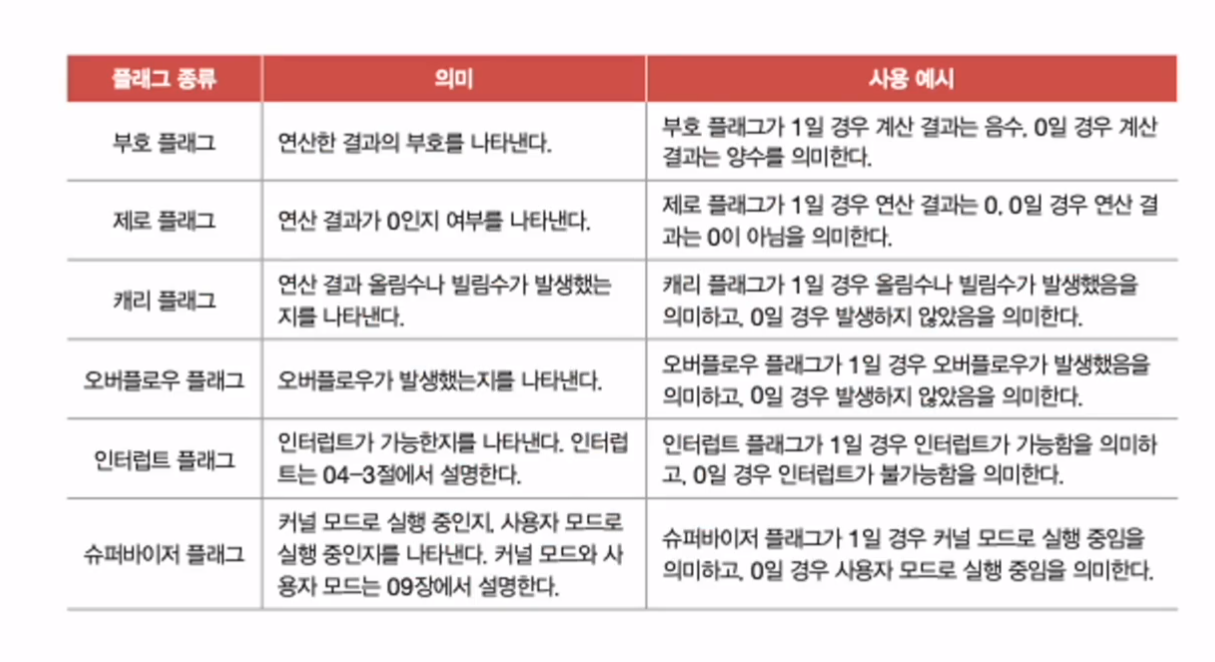 플래그 종류 의미 사용 예시
부호 플래그
연산한 결과의 부호를 나타낸다.
부호 플래그가 1일 경우 계산 결과는 음수, 0일 경우 계산
결과는 양수를 의미한다.
제로 플래그
연산 결과가 0인지 여부를 나타낸다.
제로 플래그가 1일 경우 연산 결과는 0, 0일 경우 연산 결
과는 0이 아님을 의미한다.
캐리 플래그
연산 결과 올림수나 빌림수가 발생했는
지를 나타낸다.
캐리 플래그가 1일 경우 올림수나 빌림수가 발생했음을
의미하고, 0일 경우 발생하지 않았음을 의미한다.
오버플로우 플래그
오버플로우가 발생했는지를 나타낸다.
오버플로우 플래그가 1일 경우 오버플로우가 발생했음을
의미하고, 0일 경우 발생하지 않았음을 의미한다.
인터럽트 플래그
인터럽트가 가능한지를 나타낸다. 인터럽
트는 04-3절에서 설명한다.
인터럽트 플래그가 1일 경우 인터럽트가 가능함을 의미하
고, 0일 경우 인터럽트가 불가능함을 의미한다.
슈퍼바이저 플래그
커널 모드로 실행 중인지, 사용자 모드로
실행 중인지를 나타낸다. 커널 모드와 사
용자 모드는 09장에서 설명한다.
슈퍼바이저 플래그가 1일 경우 커널 모드로 실행 중임을
의미하고, 0일 경우 사용자 모드로 실행 중임을 의미한다.